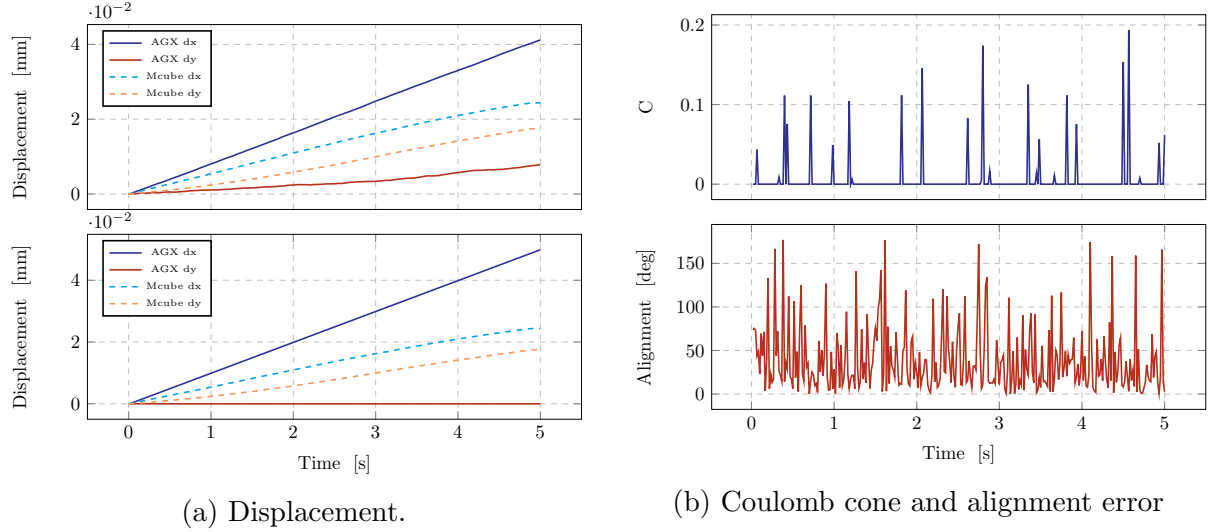 ·10⁻²
4
2
0
Displacement [mm]
AGX dx
AGX dy
Mcube dx
Mcube dy
·10⁻²
4
2
0
Displacement [mm]
AGX dx
AGX dy
Mcube dx
Mcube dy
0 1 2 3 4 5
Time [s]
(a) Displacement.
0.2
0.1
0
C
150
100
50
0
Alignment [deg]
0 1 2 3 4 5
Time [s]
(b) Coulomb cone and alignment error